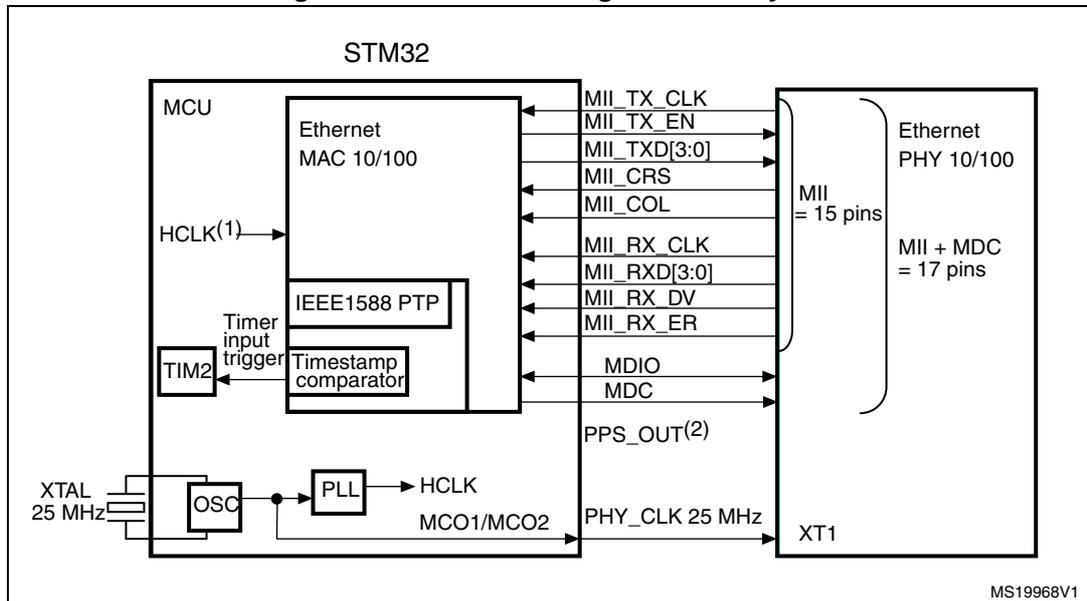 STM32
MCU
Ethernet
MAC 10/100
HCLK(1)
IEEE1588 PTP
Timer
input
trigger
TIM2
Timestamp
comparator
XTAL
25 MHz
OSC
PLL
HCLK
MCO1/MCO2
MII_TX_CLK
MII_TX_EN
MII_TXD[3:0]
MII_CRS
MII_COL
MII_RX_CLK
MII_RXD[3:0]
MII_RX_DV
MII_RX_ER
MDIO
MDC
PPS_OUT(2)
PHY_CLK 25 MHz
MII
= 15 pins
Ethernet
PHY 10/100
MII + MDC
= 17 pins
XT1
MS19968V1